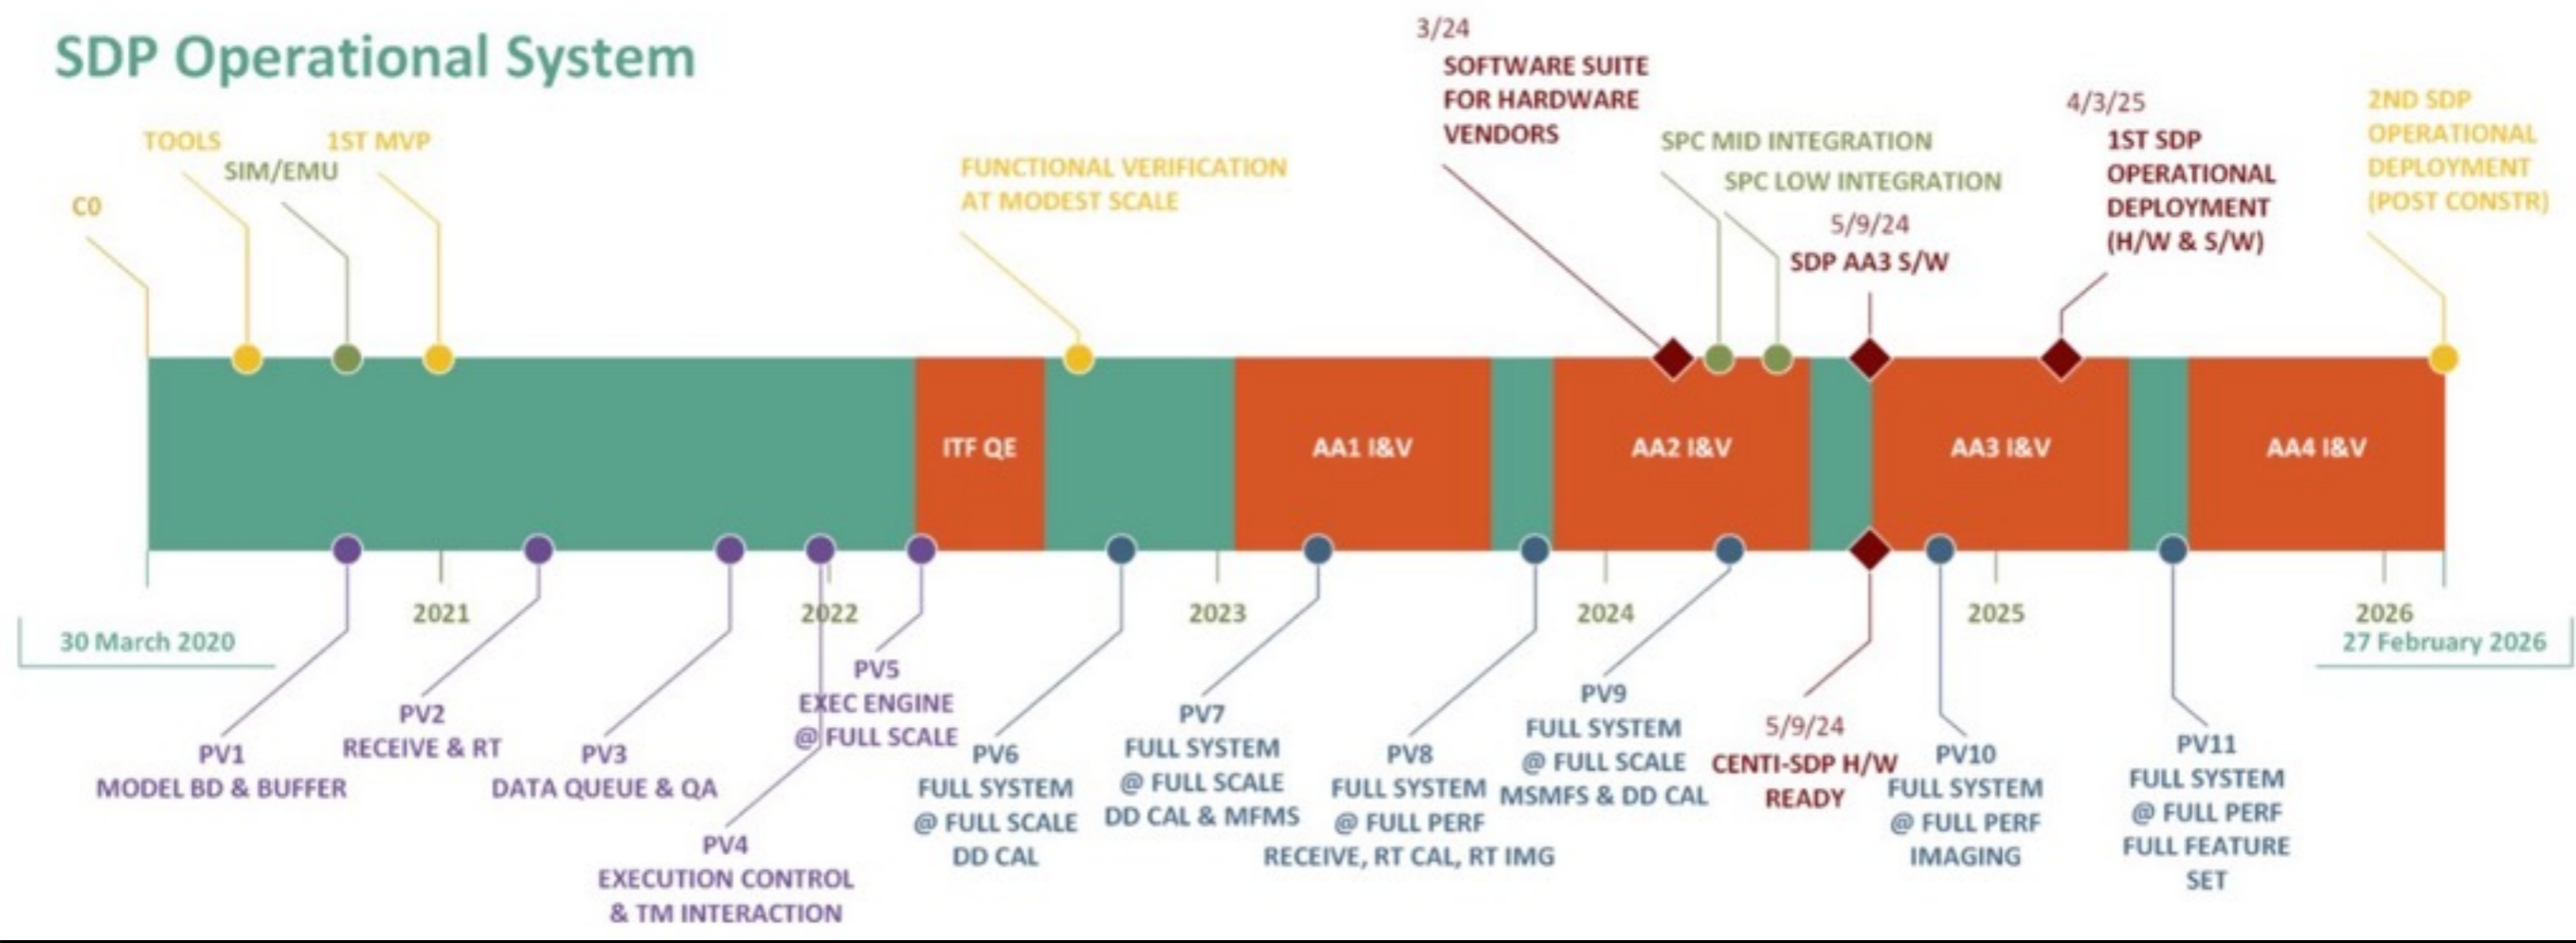 SDP Operational System
C0
TOOLS
SIM/EMU
1ST MVP
FUNCTIONAL VERIFICATION
AT MODEST SCALE
3/24
SOFTWARE SUITE
FOR HARDWARE
VENDORS
SPC MID INTEGRATION
SPC LOW INTEGRATION
5/9/24
SDP AA3 S/W
4/3/25
1ST SDP
OPERATIONAL
DEPLOYMENT
(H/W & S/W)
2ND SDP
OPERATIONAL
DEPLOYMENT
(POST CONSTR)
ITF QE
AA1 I&V
AA2 I&V
AA3 I&V
AA4 I&V
30 March 2020
2021
2022
2023
2024
2025
2026
27 February 2026
PV1
MODEL BD & BUFFER
PV2
RECEIVE & RT
PV3
DATA QUEUE & QA
PV4
EXECUTION CONTROL
& TM INTERACTION
PV5
EXEC ENGINE
@ FULL SCALE
PV6
FULL SYSTEM
@ FULL SCALE
DD CAL
PV7
FULL SYSTEM
@ FULL SCALE
DD CAL & MFMS
PV8
FULL SYSTEM
@ FULL PERF
RECEIVE, RT CAL, RT IMG
PV9
FULL SYSTEM
@ FULL SCALE
MSMFS & DD CAL
5/9/24
CENTI-SDP H/W
READY
PV10
FULL SYSTEM
@ FULL PERF
IMAGING
PV11
FULL SYSTEM
@ FULL PERF
FULL FEATURE
SET